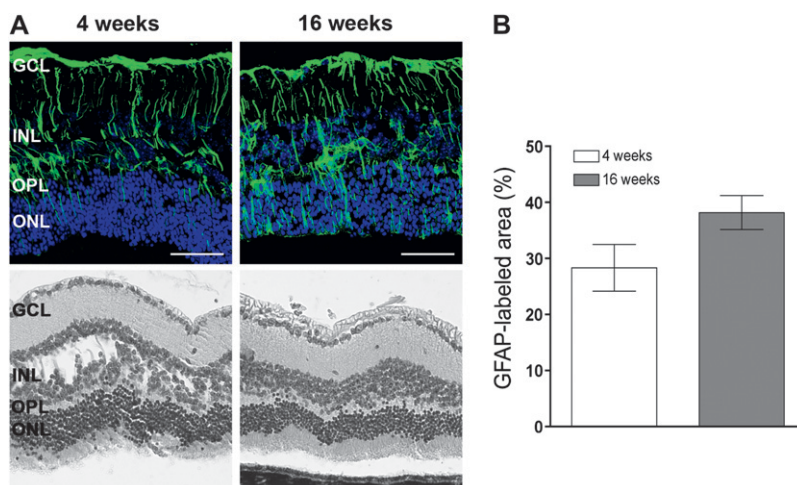 A
4 weeks
16 weeks
GCL
INL
OPL
ONL
GCL
INL
OPL
ONL
B
GFAP-labeled area (%)
50
40
30
20
10
0
4 weeks
16 weeks